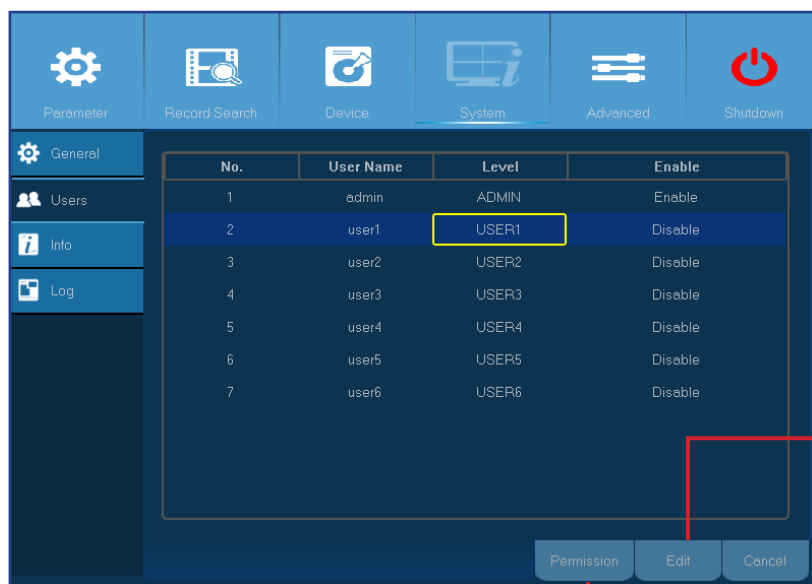 Parameter Record Search Device System Advanced Shutdown
General
Users
Info
Log
No. User Name Level Enable
1 admin ADMIN Enable
2 user1 USER1 Disable
3 user2 USER2 Disable
4 user3 USER3 Disable
5 user4 USER4 Disable
6 user5 USER5 Disable
7 user6 USER6 Disable
Permission Edit Cancel